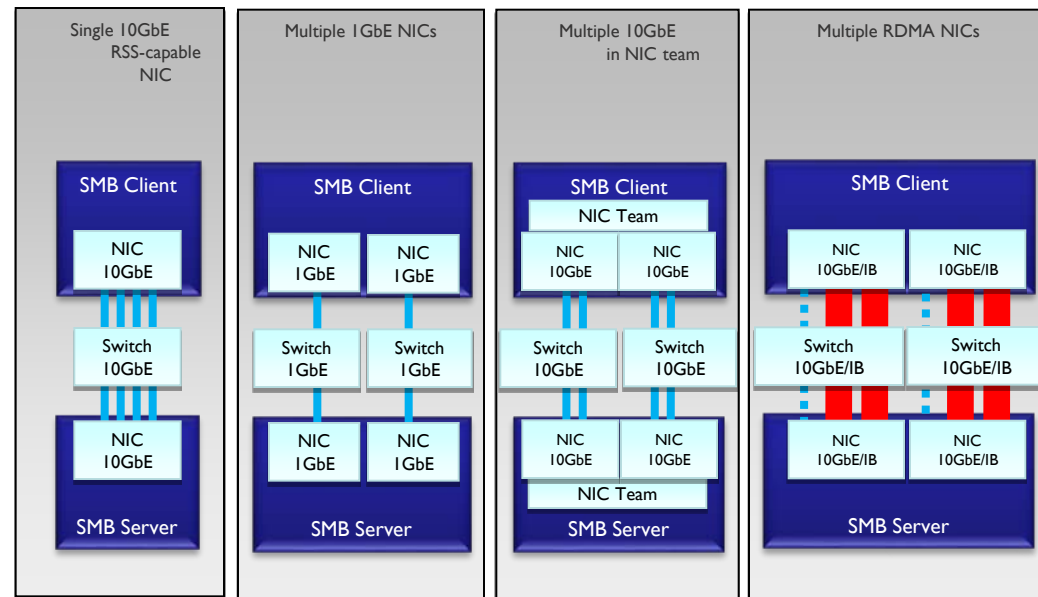 Single 10GbE
RSS-capable
NIC
SMB Client
NIC
10GbE
Switch
10GbE
NIC
10GbE
SMB Server
Multiple 1GbE NICs
SMB Client
NIC
1GbE
NIC
1GbE
Switch
1GbE
Switch
1GbE
NIC
1GbE
NIC
1GbE
SMB Server
Multiple 10GbE
in NIC team
SMB Client
NIC Team
NIC
10GbE
NIC
10GbE
Switch
10GbE
Switch
10GbE
NIC
10GbE
NIC
10GbE
NIC Team
SMB Server
Multiple RDMA NICs
SMB Client
NIC
10GbE/IB
NIC
10GbE/IB
Switch
10GbE/IB
Switch
10GbE/IB
NIC
10GbE/IB
NIC
10GbE/IB
SMB Server